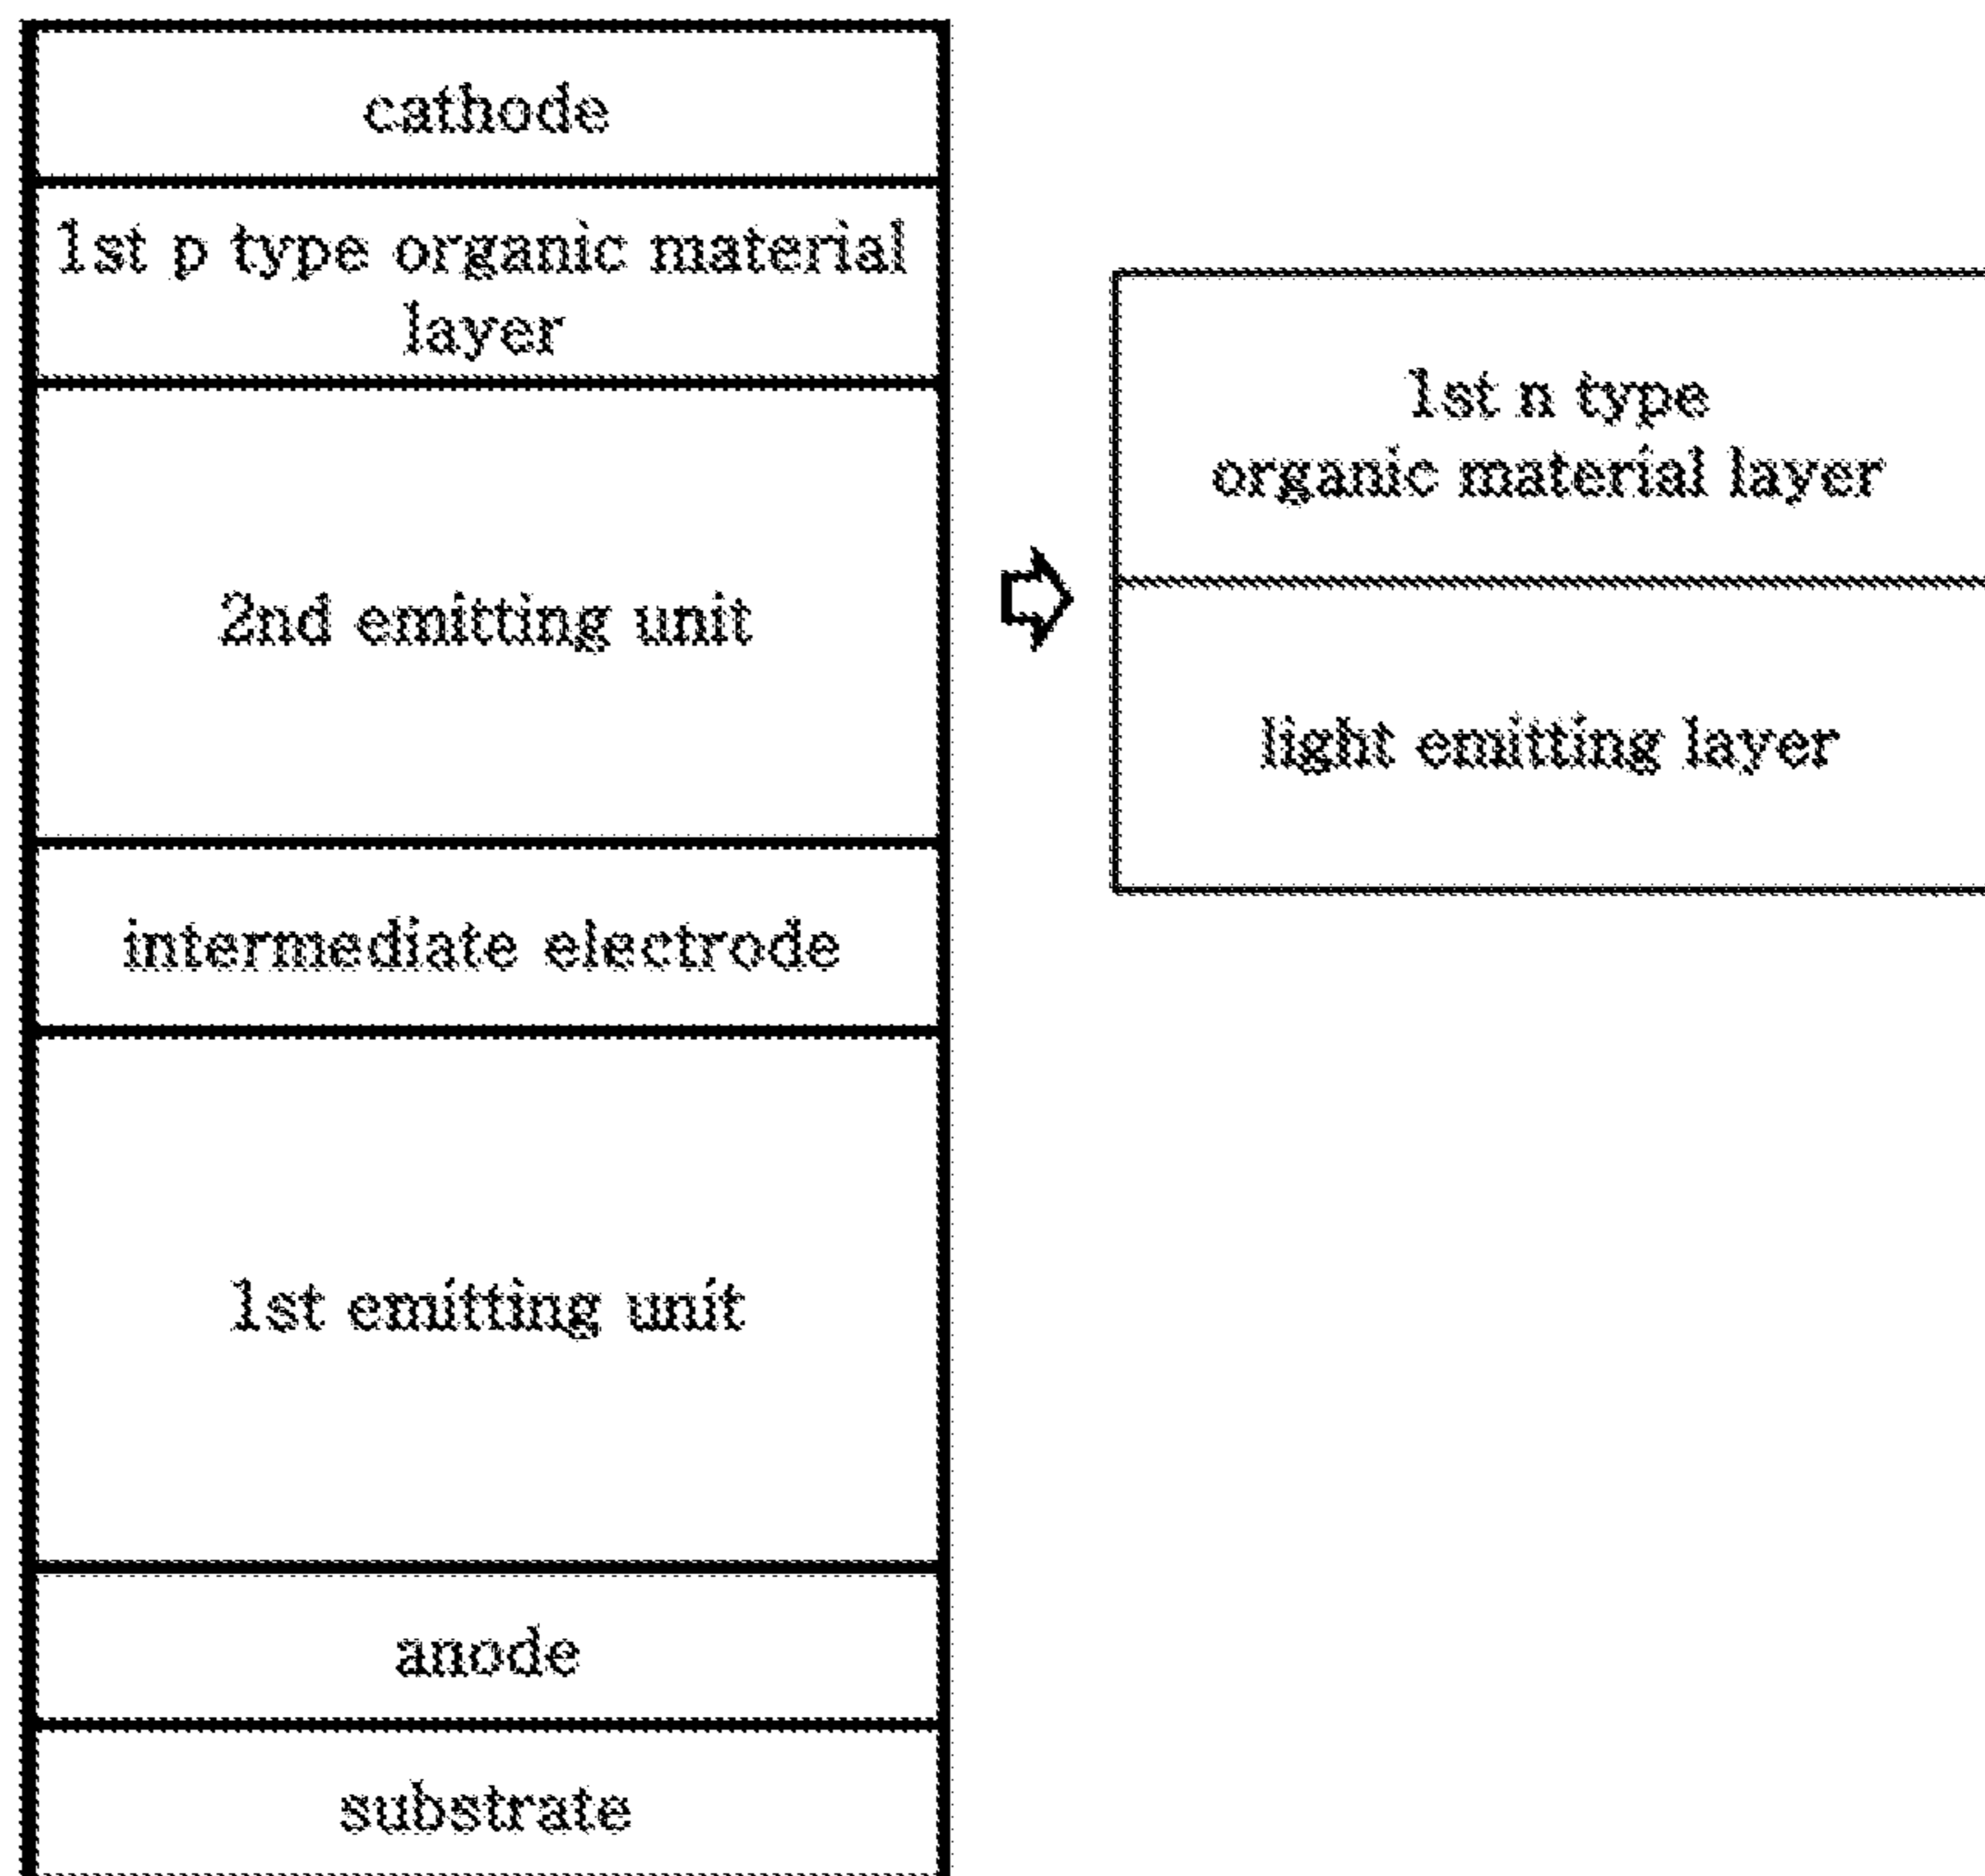 cathode
1st p type organic material
layer
2nd emitting unit
intermediate electrode
1st emitting unit
anode
substrate
1st n type
organic material layer
light emitting layer